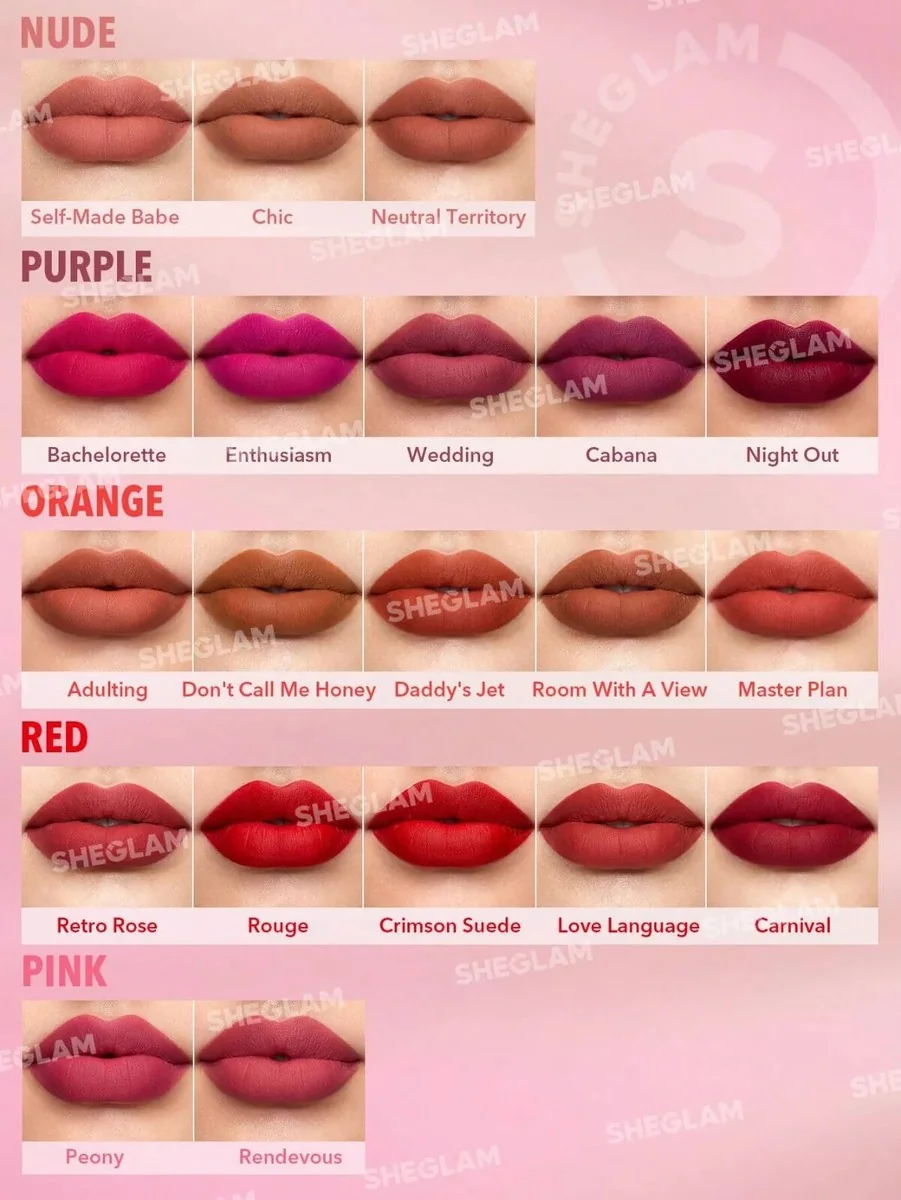 NUDE
Self-Made Babe Chic Neutral Territory
PURPLE
Bachelorette Enthusiasm Wedding Cabana Night Out
ORANGE
Adulting Don't Call Me Honey Daddy's Jet Room With A View Master Plan
RED
Retro Rose Rouge Crimson Suede Love Language Carnival
PINK
Peony Rendevous
SHEGLAM
S